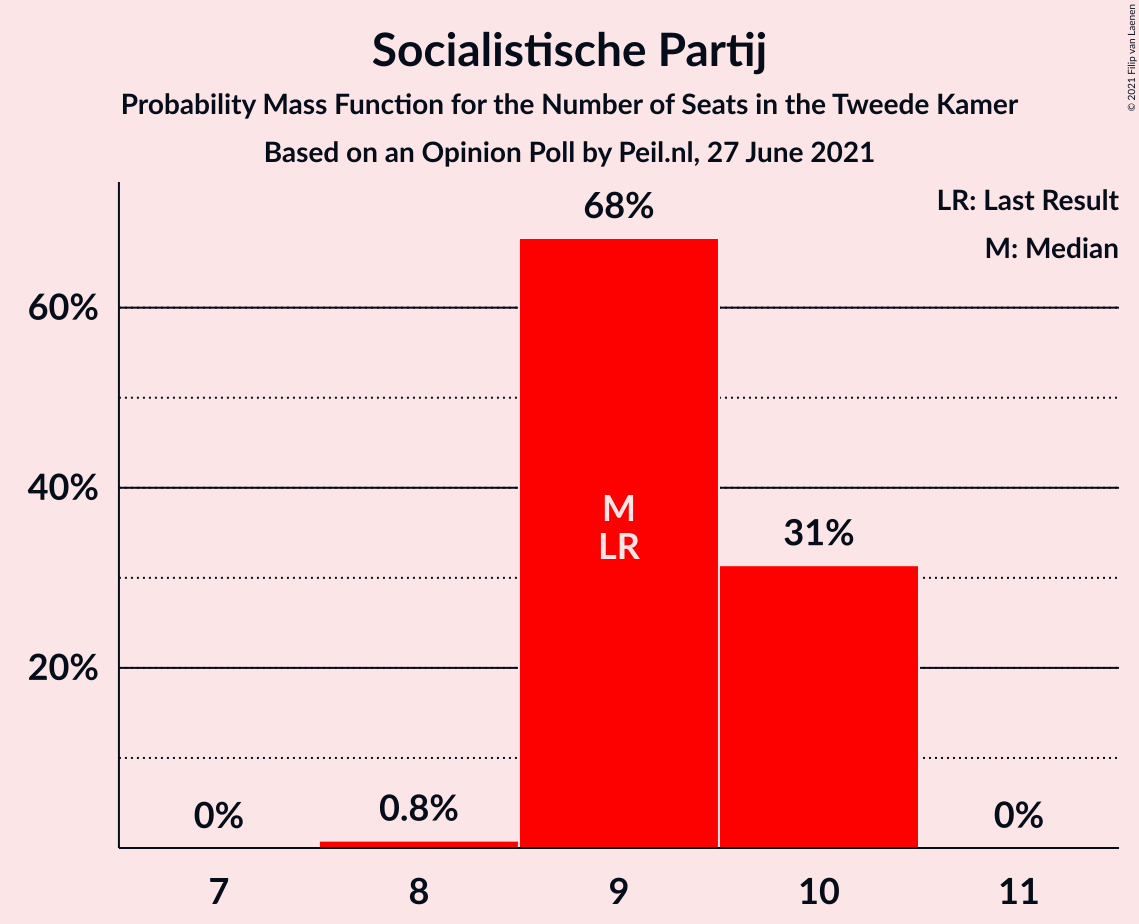 Socialistische Partij
Probability Mass Function for the Number of Seats in the Tweede Kamer
Based on an Opinion Poll by Peil.nl, 27 June 2021
© 2021 Filip van Laenen
LR: Last Result
M: Median
60%
40%
20%
0%
0.8%
68%
M
LR
31%
0%
7
8
9
10
11